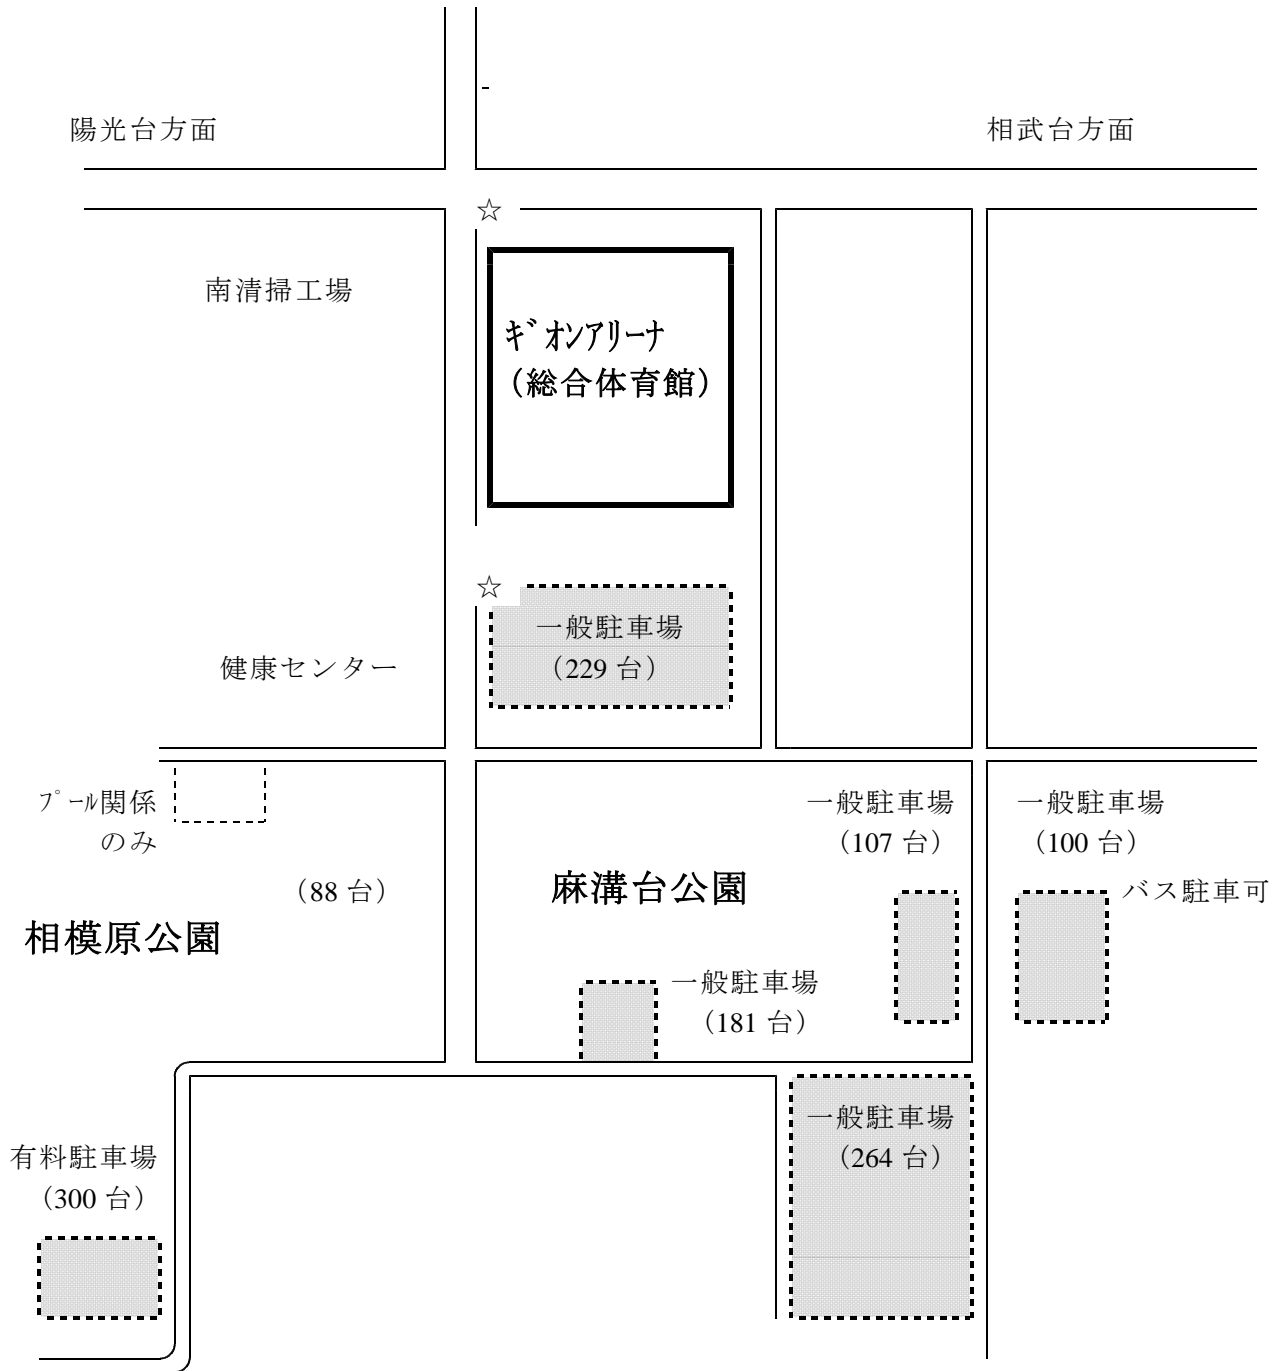 陽光台方面
相武台方面
☆
南清掃工場
ｷﾞｵﾝｱﾘｰﾅ
（総合体育館）
☆
一般駐車場
（229 台）
健康センター
ﾌﾟｰﾙ関係
のみ
（88 台）
相模原公園
麻溝台公園
一般駐車場
（107 台）
一般駐車場
（100 台）
バス駐車可
一般駐車場
（181 台）
一般駐車場
（264 台）
有料駐車場
（300 台）